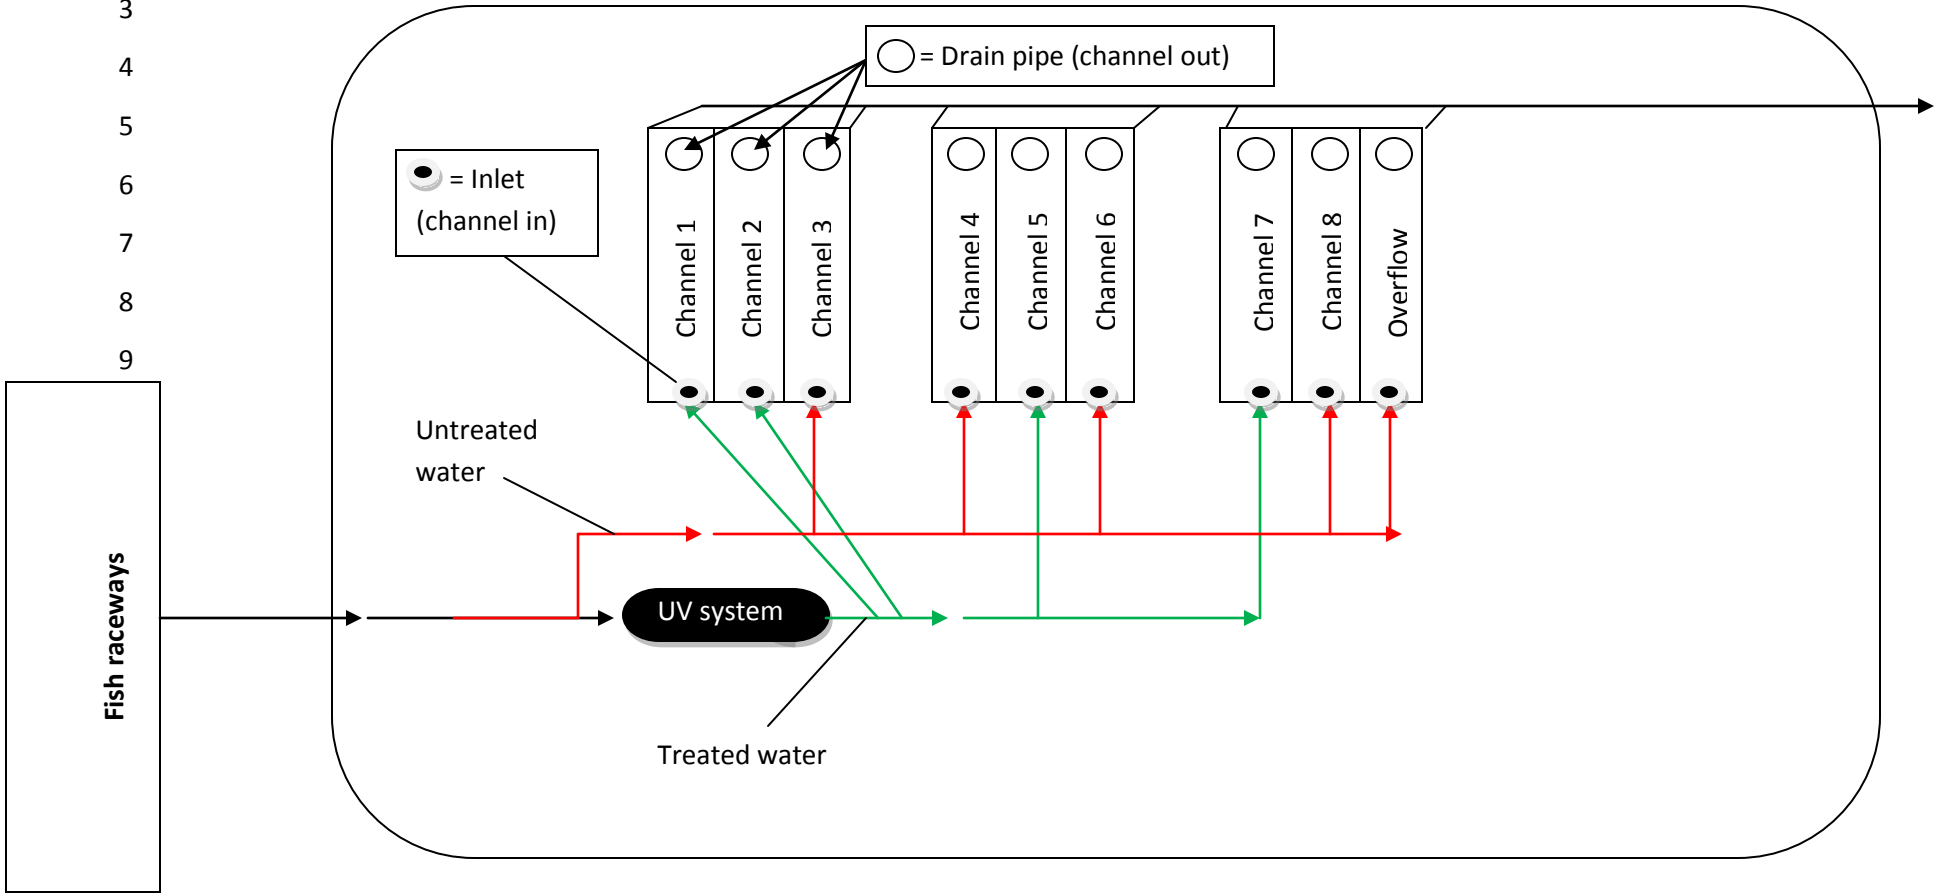 3
4
5
6
7
8
9
= Drain pipe (channel out)
= Inlet
(channel in)
Channel 1
Channel 2
Channel 3
Channel 4
Channel 5
Channel 6
Channel 7
Channel 8
Overflow
Untreated
water
UV system
Treated water
Fish raceways